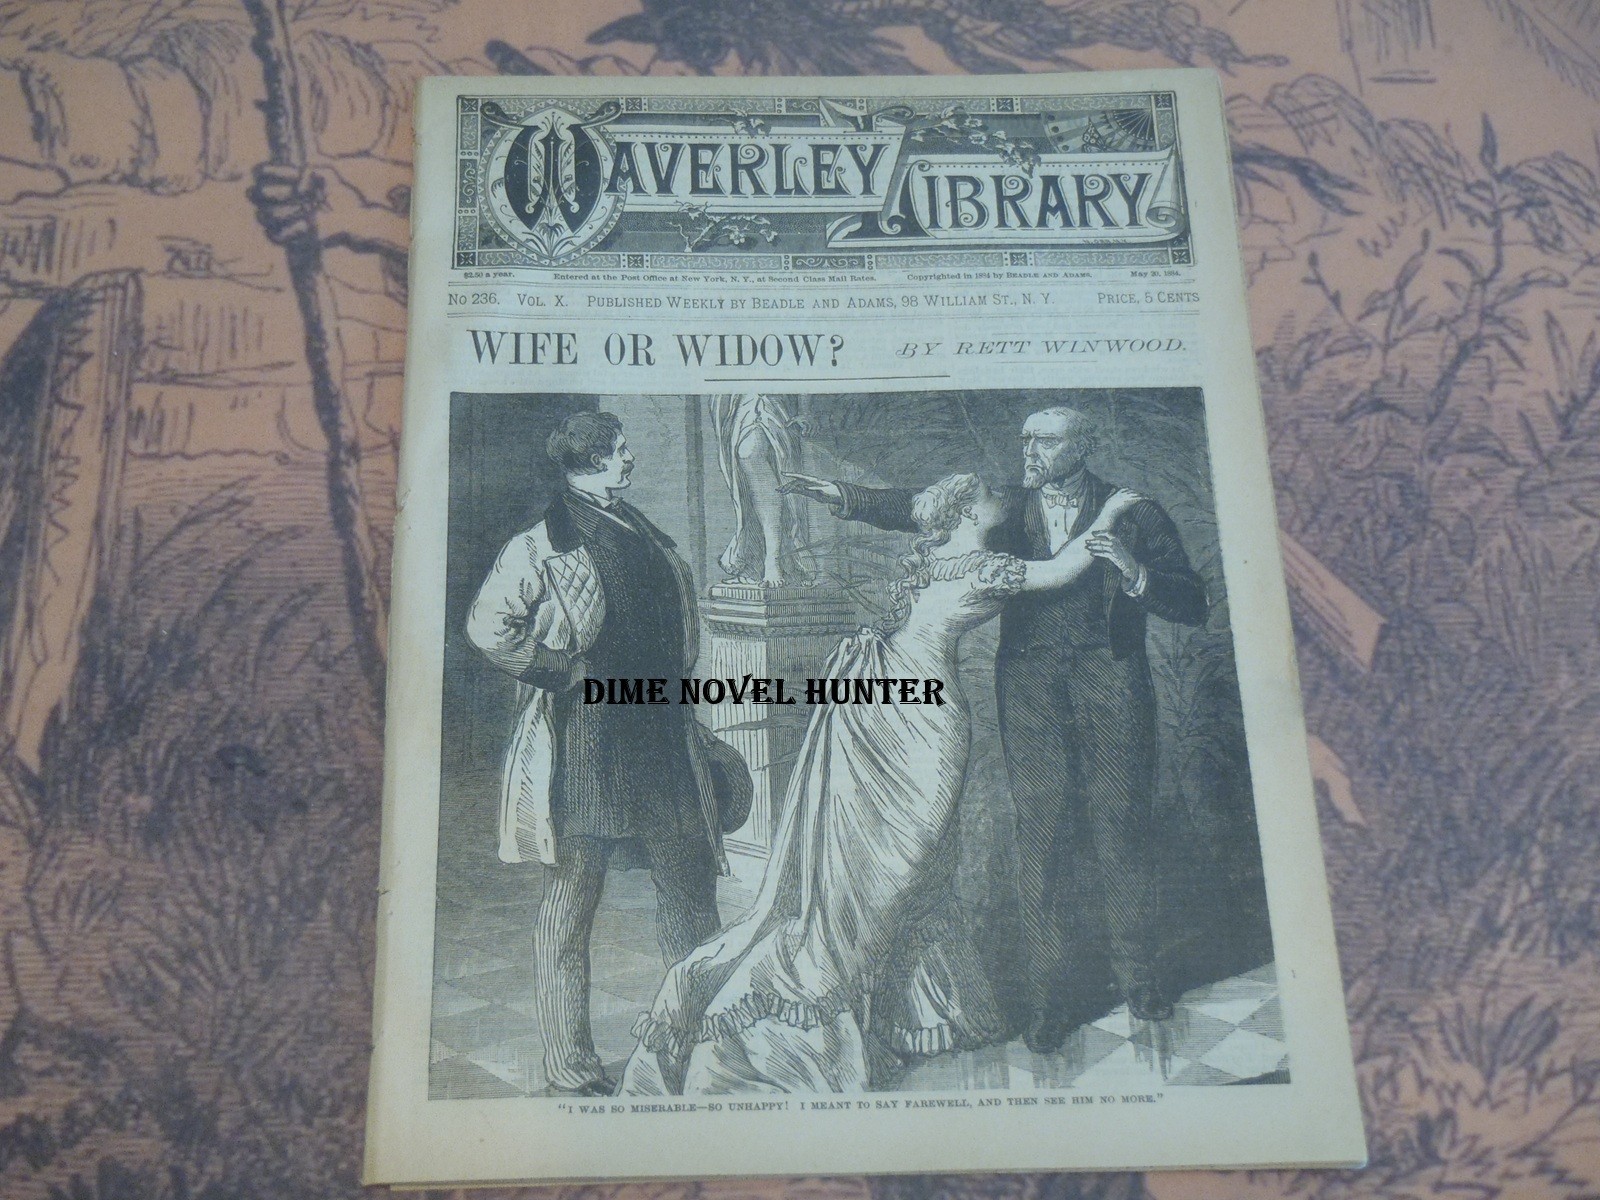 WAVERLEY LIBRARY
$2.50 a year. Entered at the Post Office at New York, N. Y., at Second Class Mail Rates. Copyrighted in 1884 by BEADLE AND ADAMS. May 20, 1884.
No 236. VOL. X. PUBLISHED WEEKLY BY BEADLE AND ADAMS, 98 WILLIAM ST., N. Y. PRICE, 5 CENTS
WIFE OR WIDOW? BY RETT WINWOOD.
DIME NOVEL HUNTER
"I WAS SO MISERABLE—SO UNHAPPY! I MEANT TO SAY FAREWELL, AND THEN SEE HIM NO MORE."